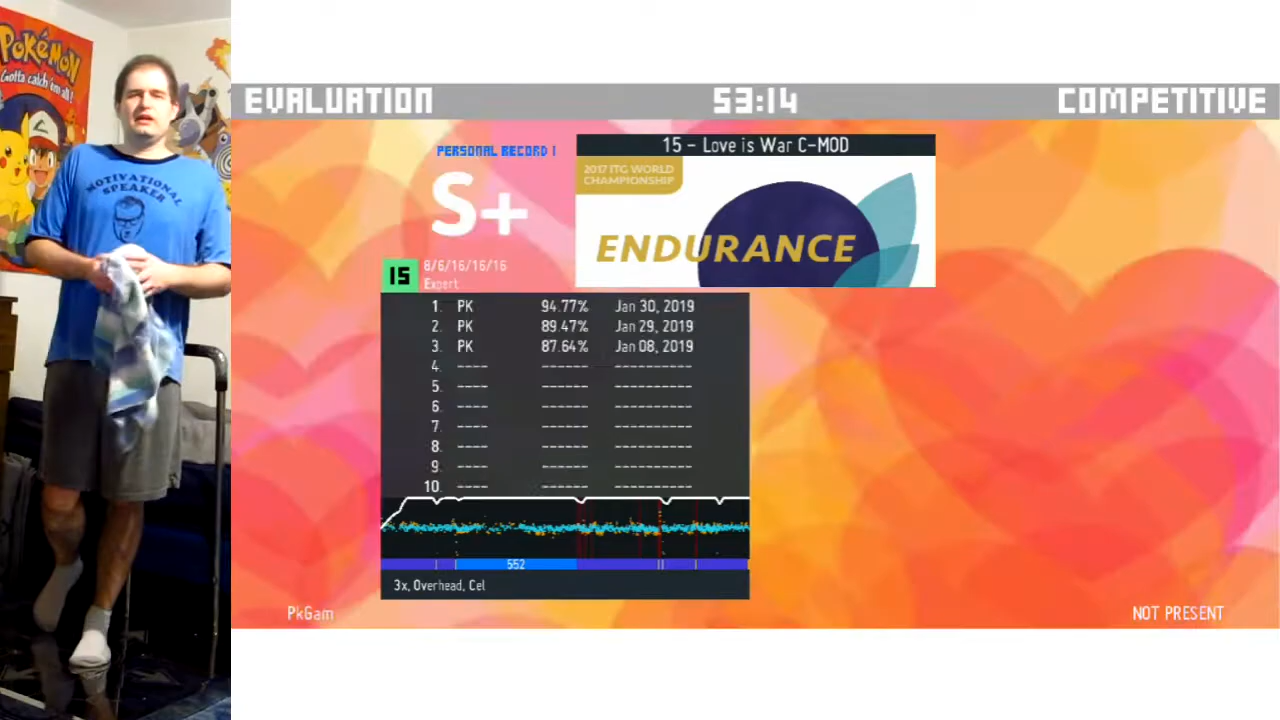 Pokémon
Gotta catch 'em all!
MOTIVATIONAL
SPEAKER
EVALUATION
53:14
COMPETITIVE
PERSONAL RECORD 1
S+
15 - Love is War C-MOD
2017 ITG WORLD
CHAMPIONSHIP
ENDURANCE
15
8/6/16/16/16
Expert
1. PK 94.77% Jan 30, 2019
2. PK 89.47% Jan 29, 2019
3. PK 87.64% Jan 08, 2019
4. ---- ------ ----------
5. ---- ------ ----------
6. ---- ------ ----------
7. ---- ------ ----------
8. ---- ------ ----------
9. ---- ------ ----------
10. ---- ------ ----------
552
3x, Overhead, Cel
PkGam
NOT PRESENT